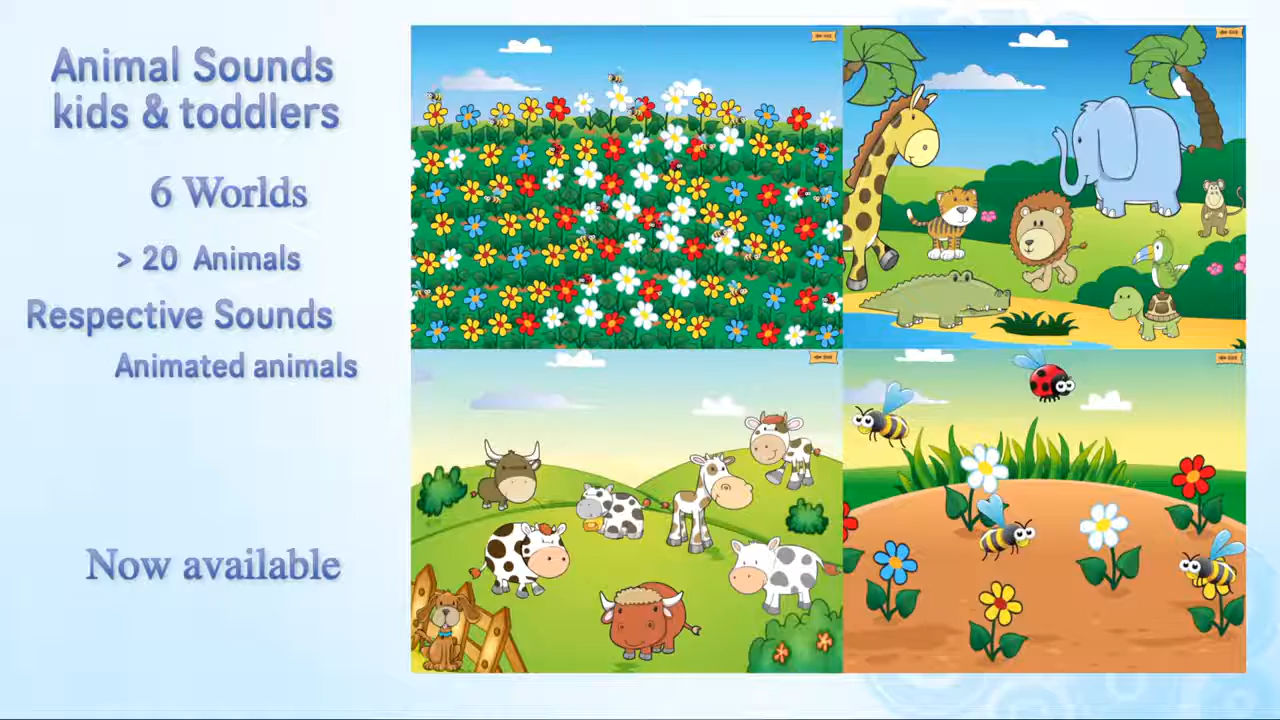 Animal Sounds
kids & toddlers
6 Worlds
> 20 Animals
Respective Sounds
Animated animals
Now available